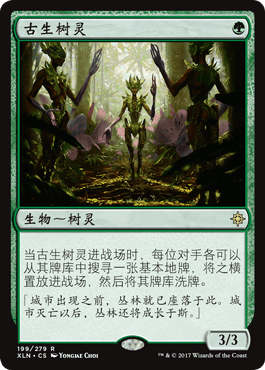 古生树灵
生物～树灵
当古生树灵进战场时，每位对手各可以
从其牌库中搜寻一张基本地牌，将之横
置放进战场，然后将其牌库洗牌。
「城市出现之前，丛林就已座落于此。城
市灭亡以后，丛林还将成长于斯。」
3/3
199/279 R
XLN • CS YONGJAE CHOI
™ & © 2017 Wizards of the Coast